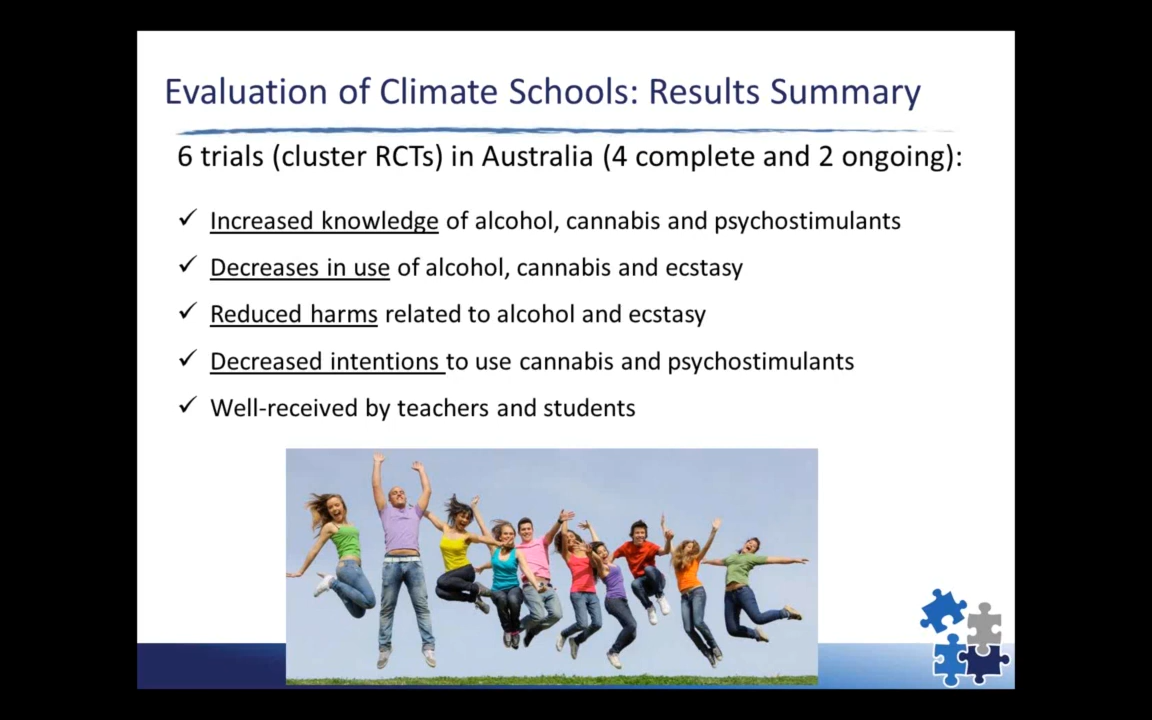 Evaluation of Climate Schools: Results Summary
6 trials (cluster RCTs) in Australia (4 complete and 2 ongoing):
✓ Increased knowledge of alcohol, cannabis and psychostimulants
✓ Decreases in use of alcohol, cannabis and ecstasy
✓ Reduced harms related to alcohol and ecstasy
✓ Decreased intentions to use cannabis and psychostimulants
✓ Well-received by teachers and students